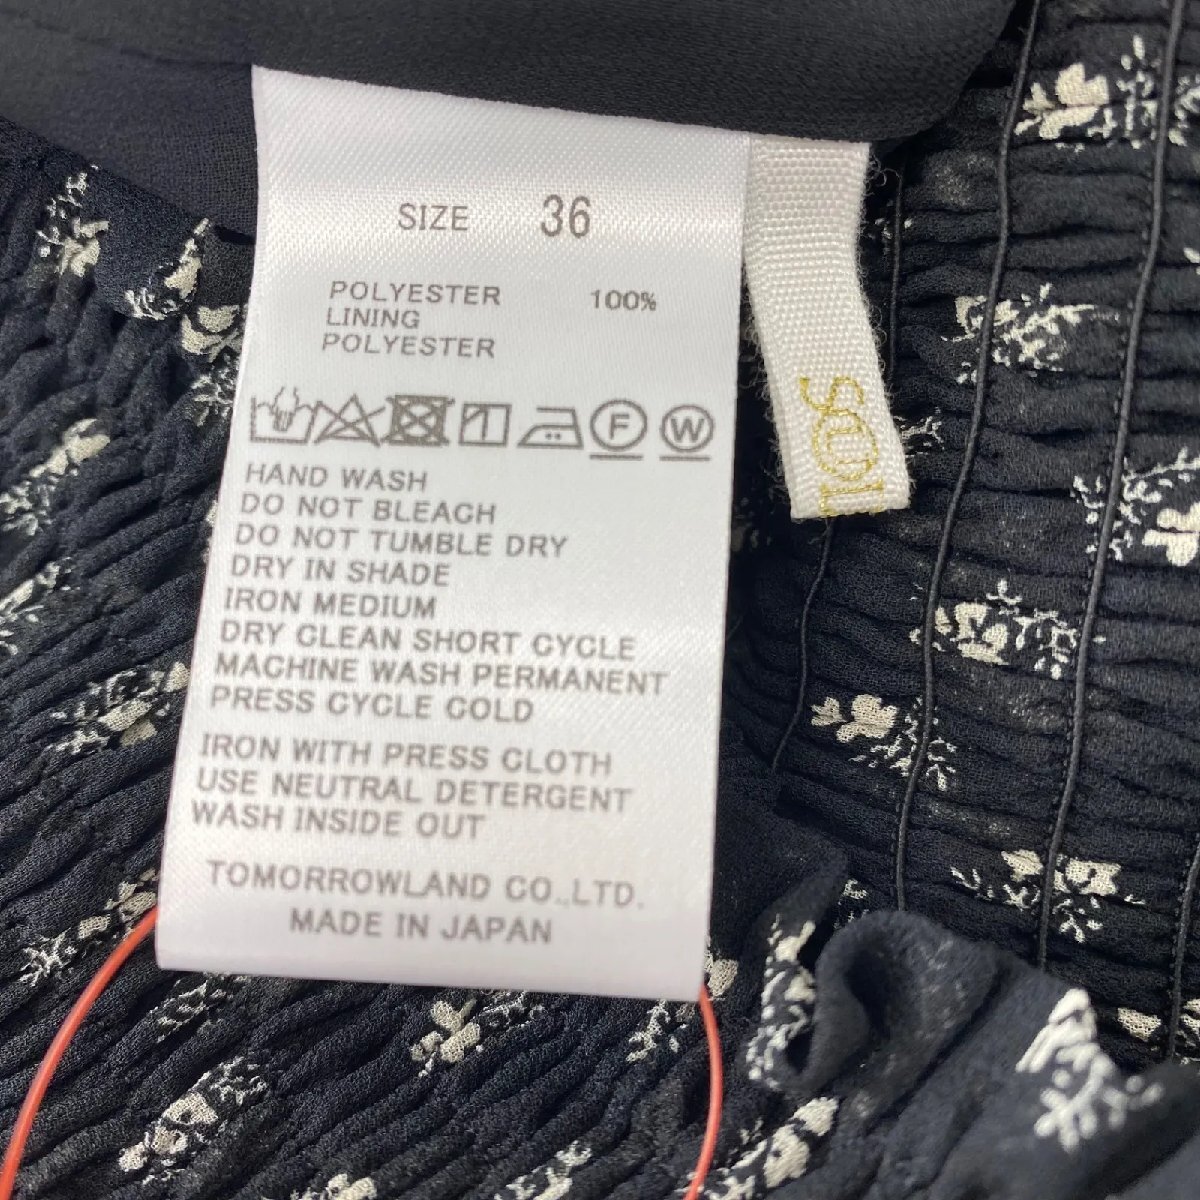 SIZE 36
POLYESTER 100%
LINING
POLYESTER
F W
HAND WASH
DO NOT BLEACH
DO NOT TUMBLE DRY
DRY IN SHADE
IRON MEDIUM
DRY CLEAN SHORT CYCLE
MACHINE WASH PERMANENT
PRESS CYCLE COLD
IRON WITH PRESS CLOTH
USE NEUTRAL DETERGENT
WASH INSIDE OUT
TOMORROWLAND CO.,LTD.
MADE IN JAPAN